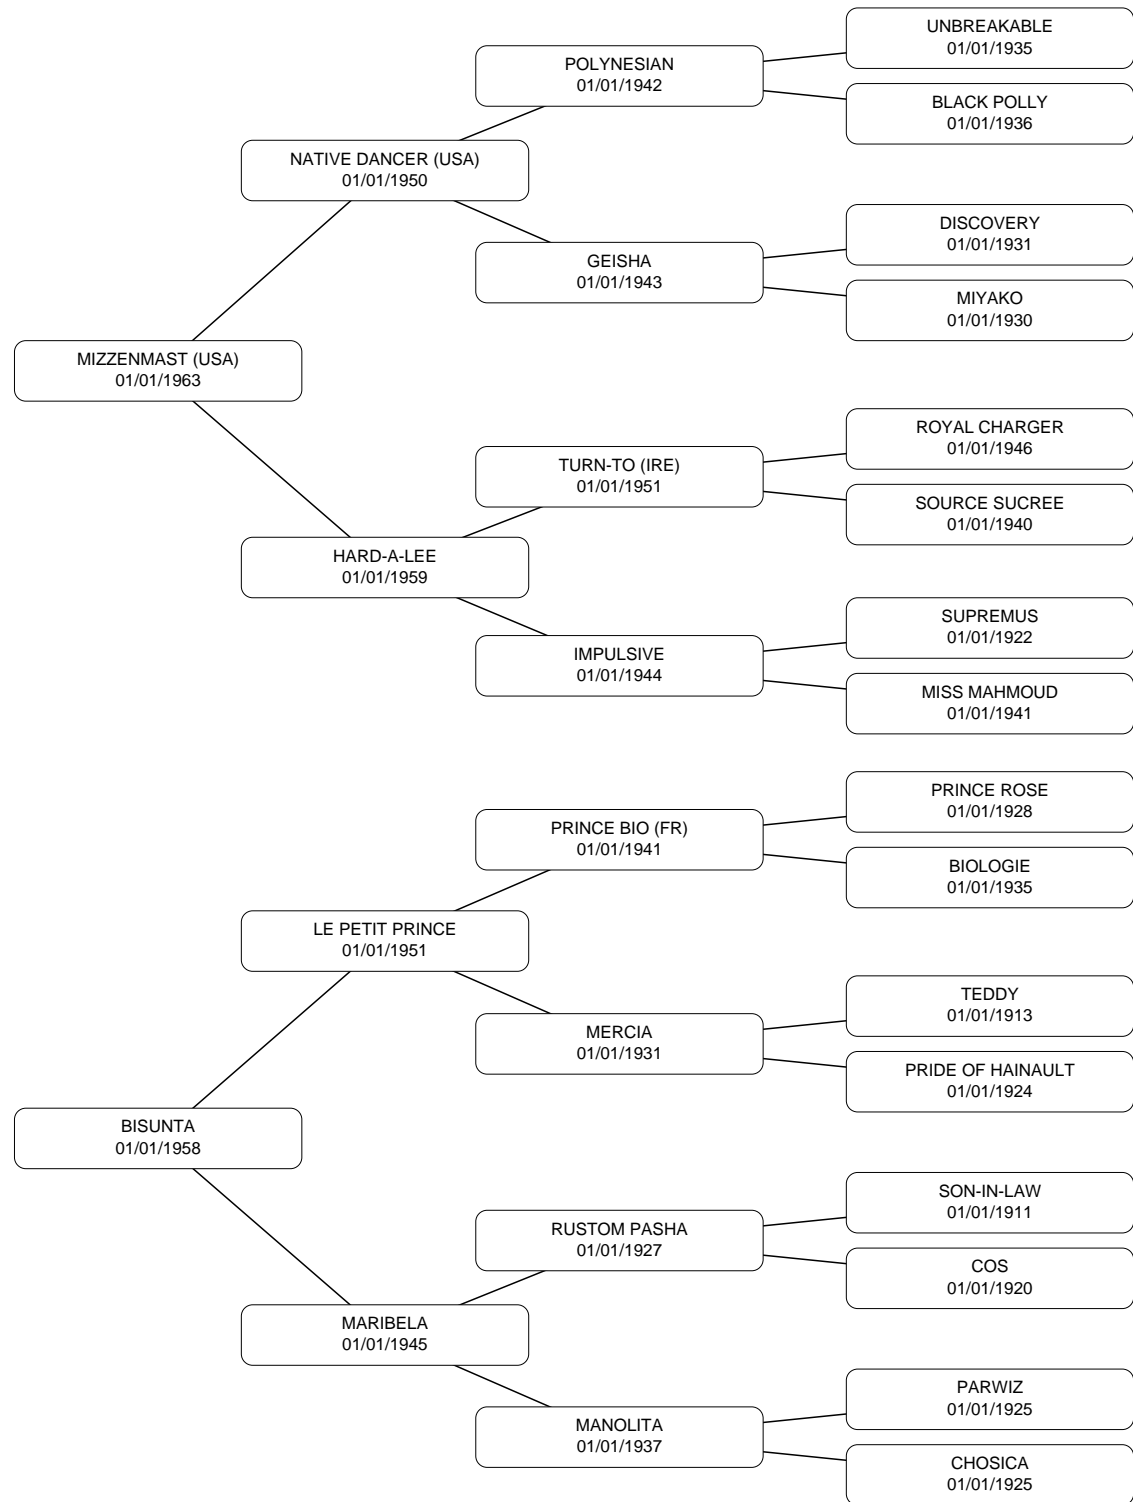 UNBREAKABLE
01/01/1935
POLYNESIAN
01/01/1942
BLACK POLLY
01/01/1936
NATIVE DANCER (USA)
01/01/1950
DISCOVERY
01/01/1931
GEISHA
01/01/1943
MIYAKO
01/01/1930
MIZZENMAST (USA)
01/01/1963
ROYAL CHARGER
01/01/1946
TURN-TO (IRE)
01/01/1951
SOURCE SUCREE
01/01/1940
HARD-A-LEE
01/01/1959
SUPREMUS
01/01/1922
IMPULSIVE
01/01/1944
MISS MAHMOUD
01/01/1941
PRINCE ROSE
01/01/1928
PRINCE BIO (FR)
01/01/1941
BIOLOGIE
01/01/1935
LE PETIT PRINCE
01/01/1951
TEDDY
01/01/1913
MERCIA
01/01/1931
PRIDE OF HAINAULT
01/01/1924
BISUNTA
01/01/1958
SON-IN-LAW
01/01/1911
RUSTOM PASHA
01/01/1927
COS
01/01/1920
MARIBELA
01/01/1945
PARWIZ
01/01/1925
MANOLITA
01/01/1937
CHOSICA
01/01/1925